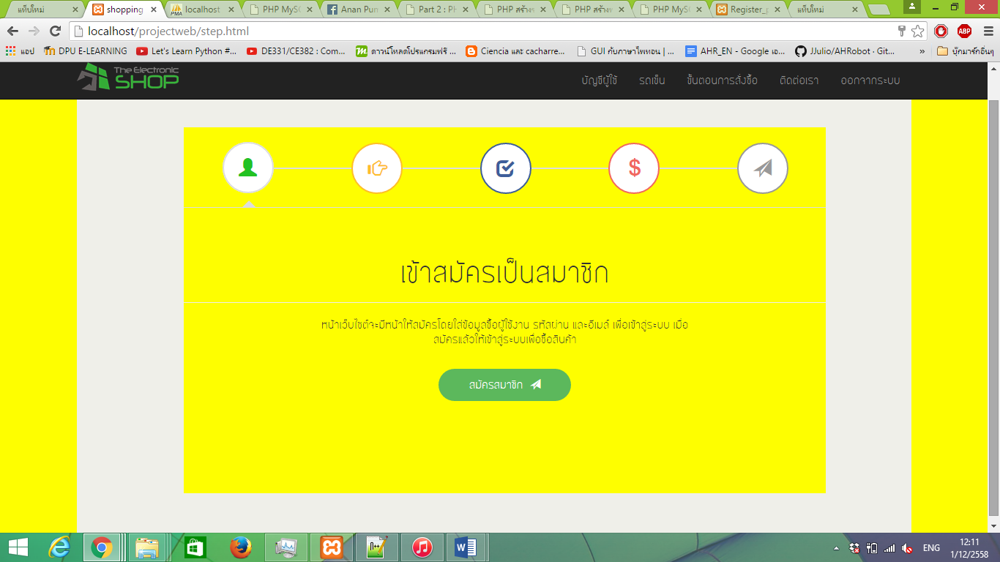 แท็บใหม่
shopping
localhost
PHP MySQ
Anan Pum
Part 2 : PH
PHP MySQ
Register_p
แท็บใหม่
localhost/projectweb/step.html
ABP
แอป
DPU E-LEARNING
Let's Learn Python #...
DE331/CE382 : Com...
ดาวน์โหลดโปรแกรมฟรี ...
Ciencia และ cacharre...
GUI กับภาษาไพทอน | ...
AHR_EN - Google เอ...
JJulio/AHRobot · Git...
»
บุ๊กมาร์กอื่นๆ
The Electronic
SHOP
บัญชีผู้ใช้
รถเข็น
ขั้นตอนการสั่งซื้อ
ติดต่อเรา
ออกจากระบบ
เข้าสมัครเป็นสมาชิก
หน้าเว็บไซต์จะมีหน้าให้สมัครโดยใส่ข้อมูลชื่อผู้ใช้งาน รหัสผ่าน และอีเมล์ เพื่อเข้าสู่ระบบ เมื่อ
สมัครแล้วให้เข้าสู่ระบบเพื่อซื้อสินค้า
สมัครสมาชิก
ENG
12:11
1/12/2558